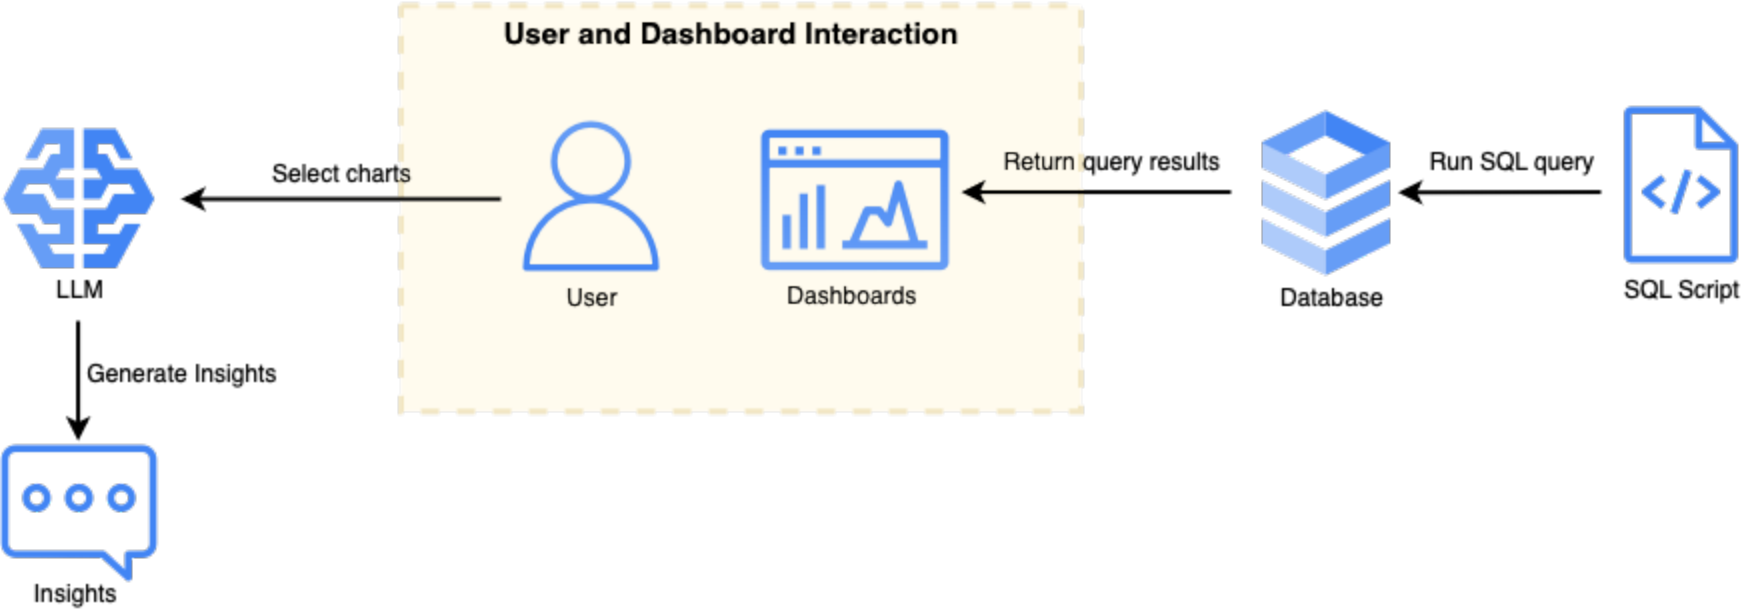 User and Dashboard Interaction
Select charts
Return query results
Run SQL query
LLM
User
Dashboards
Database
SQL Script
Generate Insights
Insights